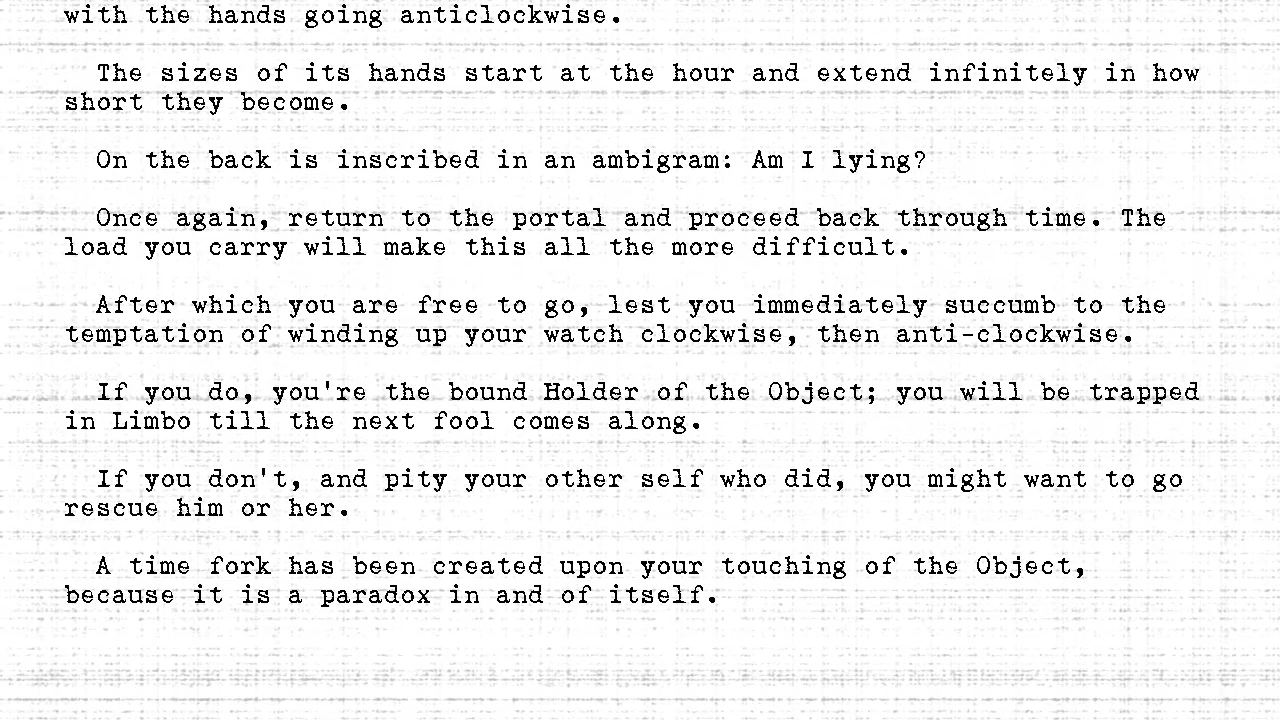 with the hands going anticlockwise.
The sizes of its hands start at the hour and extend infinitely in how
short they become.
On the back is inscribed in an ambigram: Am I lying?
Once again, return to the portal and proceed back through time. The
load you carry will make this all the more difficult.
After which you are free to go, lest you immediately succumb to the
temptation of winding up your watch clockwise, then anti-clockwise.
If you do, you're the bound Holder of the Object; you will be trapped
in Limbo till the next fool comes along.
If you don't, and pity your other self who did, you might want to go
rescue him or her.
A time fork has been created upon your touching of the Object,
because it is a paradox in and of itself.